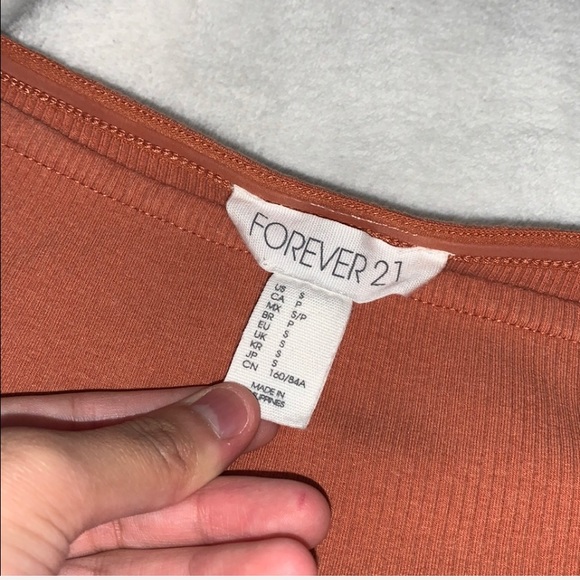 FOREVER 21
US S
CA P
MX S/P
BR P
EU S
UK S
KR S
JP S
CN 160/84A
MADE IN